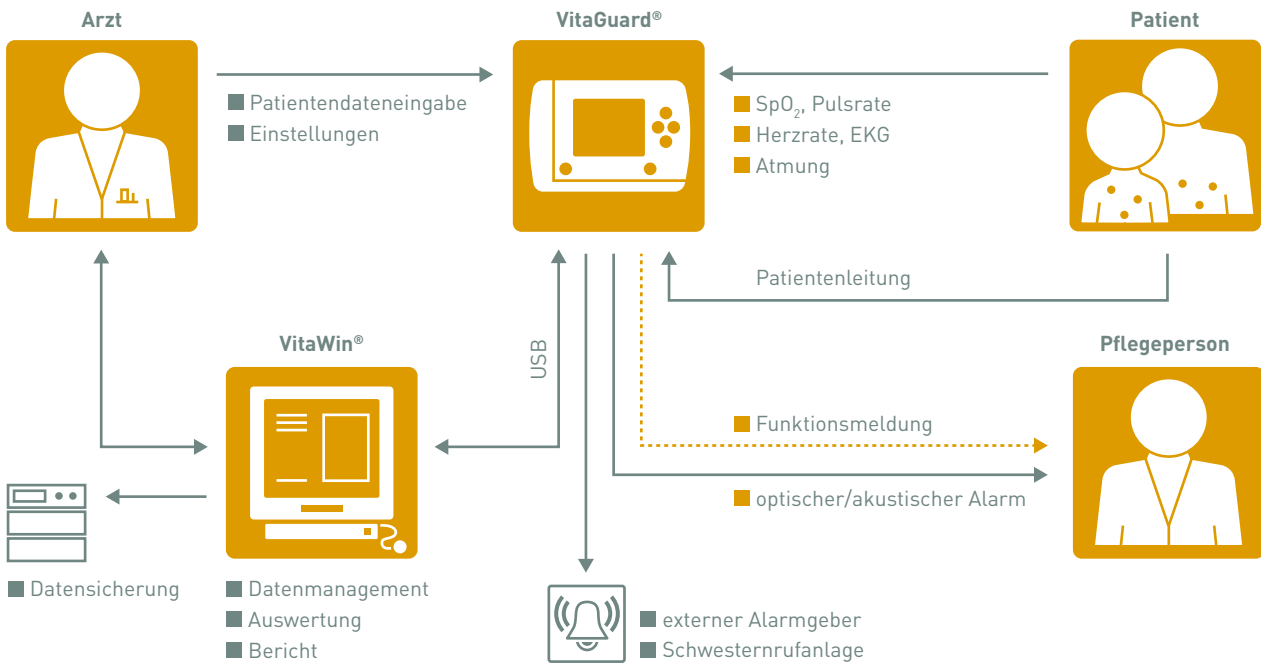 Arzt
VitaGuard®
Patient
Patientendateneingabe
Einstellungen
SpO₂, Pulsrate
Herzrate, EKG
Atmung
Patientenleitung
VitaWin®
USB
Pflegeperson
Funktionsmeldung
optischer/akustischer Alarm
Datensicherung
Datenmanagement
Auswertung
Bericht
externer Alarmgeber
Schwesternrufanlage